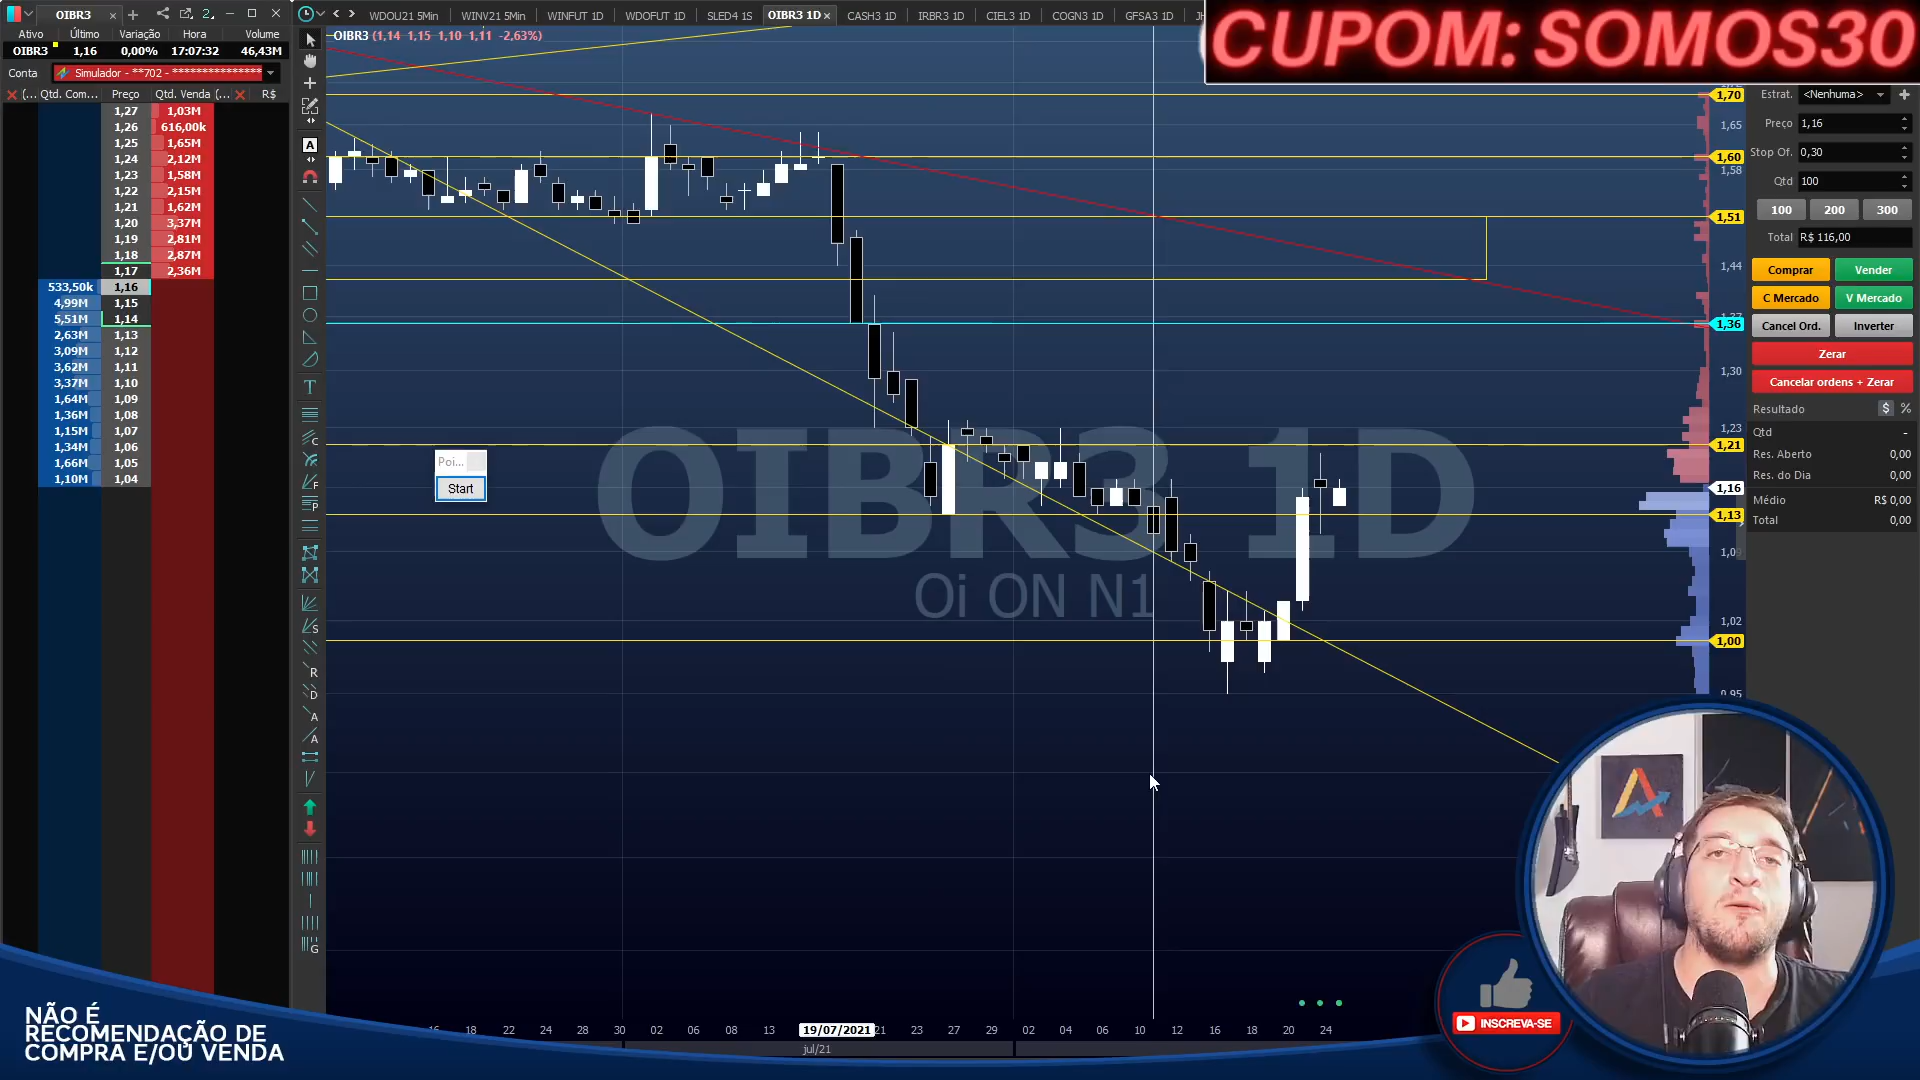 OIBR3
Ativo Último Variação Hora Volume
OIBR3 1,16 0,00% 17:07:32 46,43M
Conta Simulador - **702 - ****************
(... Qtd. Com... Preço Qtd. Venda (... R$
1,27 1,03M
1,26 616,00k
1,25 1,65M
1,24 2,12M
1,23 1,58M
1,22 2,15M
1,21 1,62M
1,20 3,37M
1,19 2,81M
1,18 2,87M
1,17 2,36M
533,50k 1,16
4,99M 1,15
5,51M 1,14
2,63M 1,13
3,09M 1,12
3,62M 1,11
3,37M 1,10
1,64M 1,09
1,36M 1,08
1,15M 1,07
1,34M 1,06
1,66M 1,05
1,10M 1,04
WDOU21 5Min WINV21 5Min WINFUT 1D WDOFUT 1D SLED4 1S OIBR3 1D CASH3 1D IRBR3 1D CIEL3 1D COGN3 1D GFSA3 1D
OIBR3 (1,14 1,15 1,10 1,11 -2,63%)
CUPOM: SOMOS30
1,70
1,65
1,60
1,58
1,51
1,44
1,36
1,30
1,23
1,21
1,16
1,13
1,09
1,02
1,00
0,95
Poi...
Start
OIBR3 1D
Oi ON N1
Estrat. <Nenhuma>
Preço 1,16
Stop Of. 0,30
Qtd 100
100 200 300
Total R$ 116,00
Comprar Vender
C Mercado V Mercado
Cancel Ord. Inverter
Zerar
Cancelar ordens + Zerar
Resultado $ %
Qtd -
Res. Aberto 0,00
Res. do Dia 0,00
Médio R$ 0,00
Total 0,00
16 18 22 24 28 30 02 06 08 13 19/07/2021 21 23 27 29 02 04 06 10 12 16 18 20 24
jul/21
NÃO É
RECOMENDAÇÃO DE
COMPRA E/OU VENDA
INSCREVA-SE